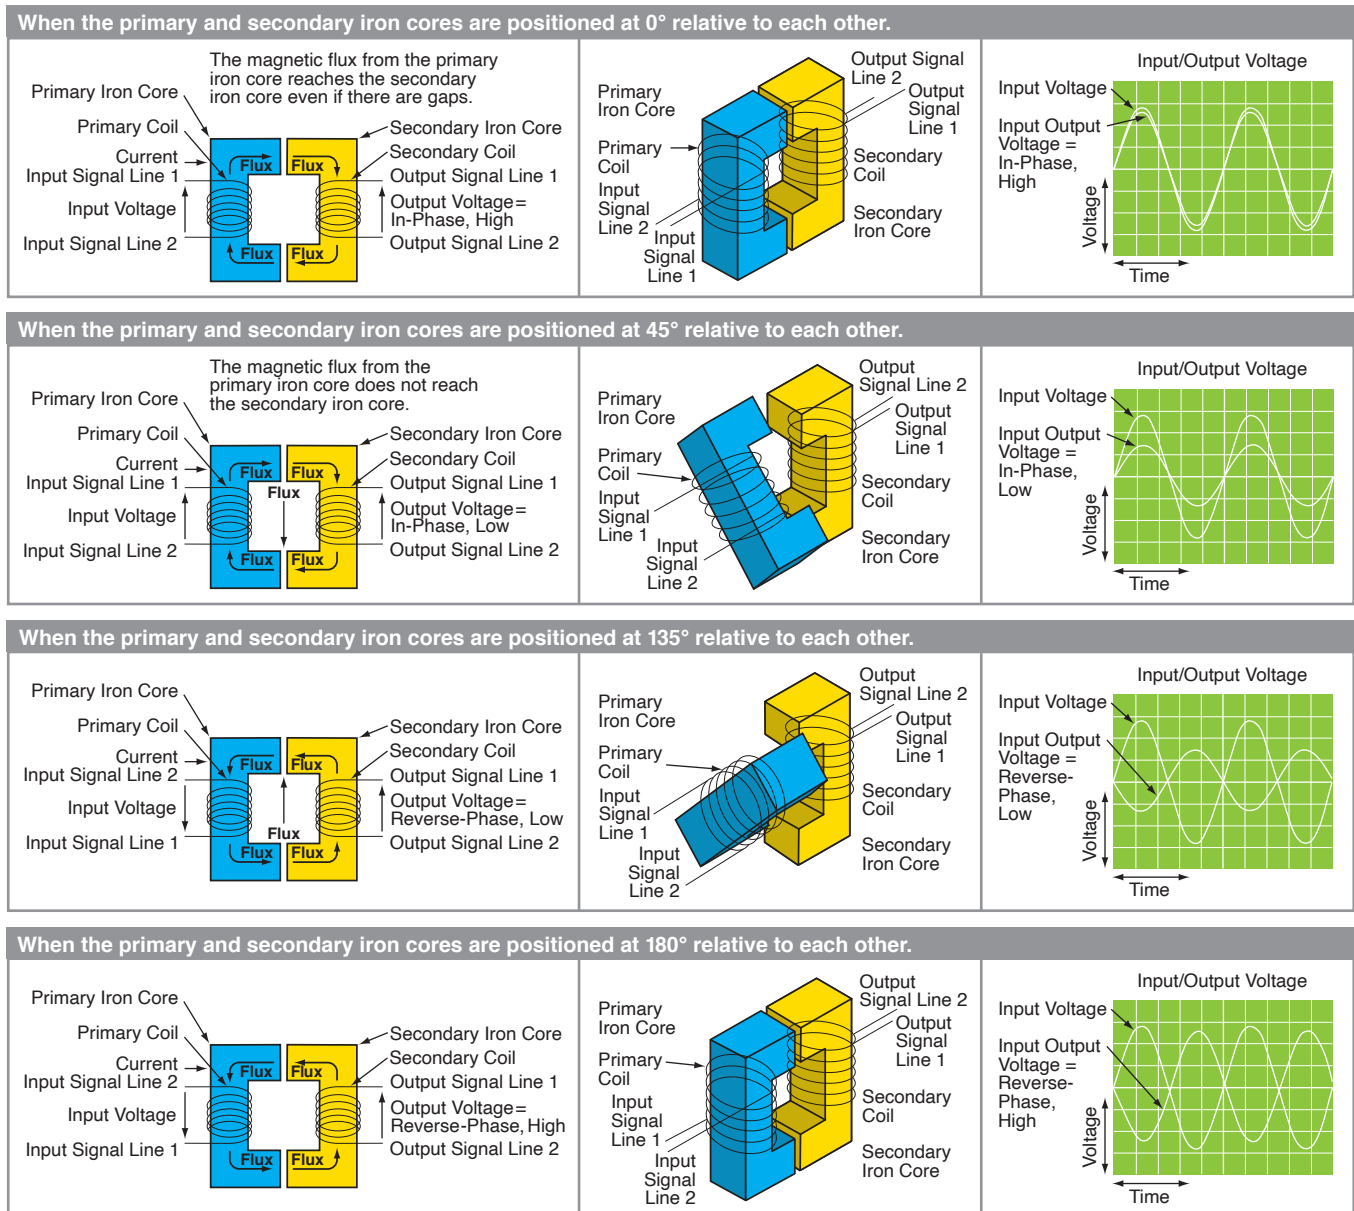 When the primary and secondary iron cores are positioned at 0° relative to each other.
The magnetic flux from the primary
iron core reaches the secondary
iron core even if there are gaps.
Primary Iron Core
Primary Coil
Current
Input Signal Line 1
Input Voltage
Input Signal Line 2
Flux
Flux
Flux
Flux
Secondary Iron Core
Secondary Coil
Output Signal Line 1
Output Voltage=
In-Phase, High
Output Signal Line 2
Primary
Iron Core
Primary
Coil
Input
Signal
Line 2
Input
Signal
Line 1
Output Signal
Line 2
Output
Signal
Line 1
Secondary
Coil
Secondary
Iron Core
Input/Output Voltage
Input Voltage
Input Output
Voltage =
In-Phase,
High
Voltage
Time
When the primary and secondary iron cores are positioned at 45° relative to each other.
The magnetic flux from the
primary iron core does not reach
the secondary iron core.
Primary Iron Core
Primary Coil
Current
Input Signal Line 1
Input Voltage
Input Signal Line 2
Flux
Flux
Flux
Flux
Flux
Secondary Iron Core
Secondary Coil
Output Signal Line 1
Output Voltage=
In-Phase, Low
Output Signal Line 2
Primary
Iron Core
Primary
Coil
Input
Signal
Line 1
Input
Signal
Line 2
Output
Signal Line 2
Output
Signal
Line 1
Secondary
Coil
Secondary
Iron Core
Input/Output Voltage
Input Voltage
Input Output
Voltage =
In-Phase,
Low
Voltage
Time
When the primary and secondary iron cores are positioned at 135° relative to each other.
Primary Iron Core
Primary Coil
Current
Input Signal Line 2
Input Voltage
Input Signal Line 1
Flux
Flux
Flux
Flux
Flux
Secondary Iron Core
Secondary Coil
Output Signal Line 1
Output Voltage=
Reverse-Phase, Low
Output Signal Line 2
Primary
Iron Core
Primary
Coil
Input
Signal
Line 1
Input
Signal
Line 2
Output
Signal Line 2
Output
Signal
Line 1
Secondary
Coil
Secondary
Iron Core
Input/Output Voltage
Input Voltage
Input Output
Voltage =
Reverse-
Phase,
Low
Voltage
Time
When the primary and secondary iron cores are positioned at 180° relative to each other.
Primary Iron Core
Primary Coil
Current
Input Signal Line 2
Input Voltage
Input Signal Line 1
Flux
Flux
Flux
Flux
Secondary Iron Core
Secondary Coil
Output Signal Line 1
Output Voltage=
Reverse-Phase, High
Output Signal Line 2
Primary
Iron Core
Primary
Coil
Input
Signal
Line 1
Input
Signal
Line 2
Output
Signal Line 2
Output
Signal
Line 1
Secondary
Coil
Secondary
Iron Core
Input/Output Voltage
Input Voltage
Input Output
Voltage =
Reverse-
Phase,
High
Voltage
Time